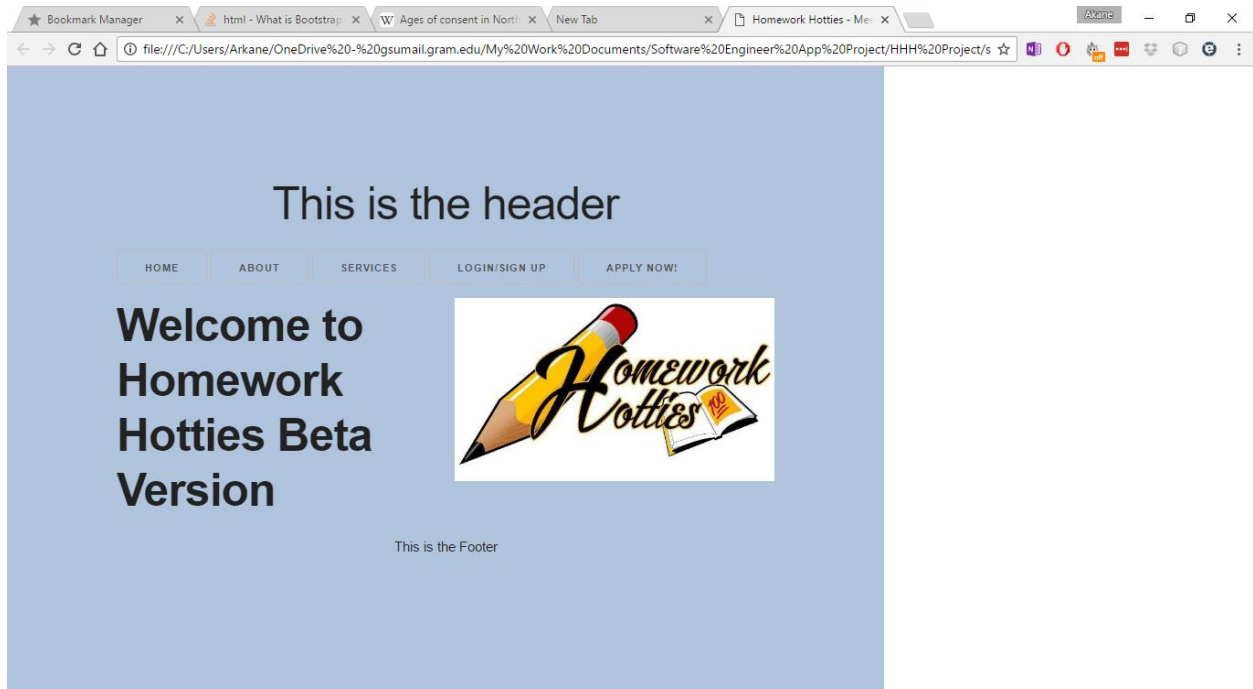 Bookmark Manager
html - What is Bootstrap
W Ages of consent in North
New Tab
Homework Hotties - Mee
Akane
file:///C:/Users/Arkane/OneDrive%20-%20gsumail.gram.edu/My%20Work%20Documents/Software%20Engineer%20App%20Project/HHH%20Project/s
off
This is the header
HOME
ABOUT
SERVICES
LOGIN/SIGN UP
APPLY NOW!
Welcome to
Homework
Hotties Beta
Version
Homework
Hotties 100
This is the Footer